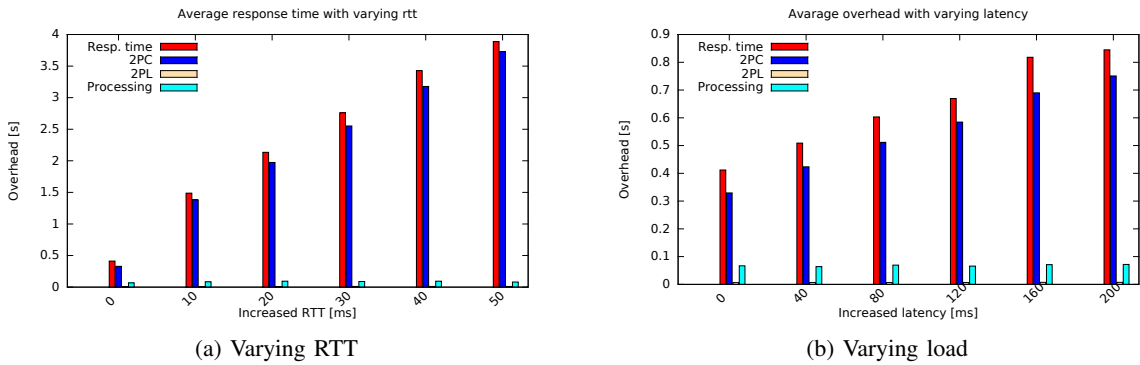 Average response time with varying rtt
4
3.5
3
2.5
2
1.5
1
0.5
0
Overhead [s]
Resp. time
2PC
2PL
Processing
0
10
20
30
40
50
Increased RTT [ms]
(a) Varying RTT
Avarage overhead with varying latency
0.9
0.8
0.7
0.6
0.5
0.4
0.3
0.2
0.1
0
Overhead [s]
Resp. time
2PC
2PL
Processing
0
40
80
120
160
200
Increased latency [ms]
(b) Varying load